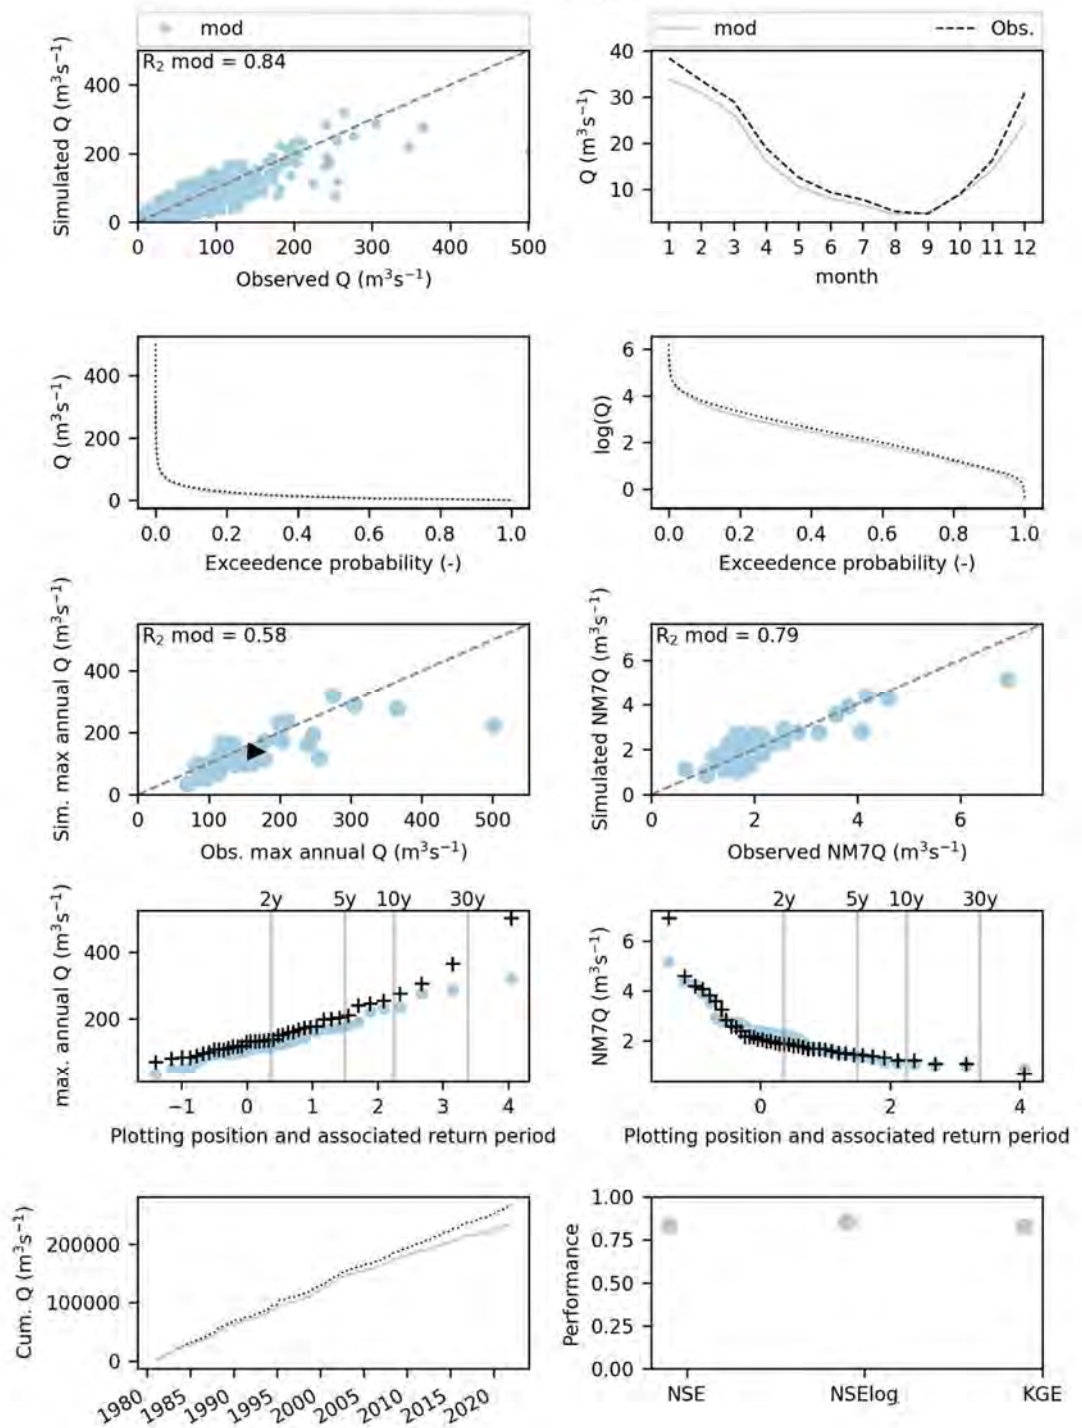 mod
mod Obs.
R2 mod = 0.84
Simulated Q (m³s⁻¹)
400
200
0
0 100 200 300 400 500
Observed Q (m³s⁻¹)
Q (m³s⁻¹)
40
30
20
10
1 2 3 4 5 6 7 8 9 10 11 12
month
Q (m³s⁻¹)
400
200
0
0.0 0.2 0.4 0.6 0.8 1.0
Exceedence probability (-)
log(Q)
6
4
2
0
0.0 0.2 0.4 0.6 0.8 1.0
Exceedence probability (-)
R2 mod = 0.58
Sim. max annual Q (m³s⁻¹)
400
200
0
0 100 200 300 400 500
Obs. max annual Q (m³s⁻¹)
R2 mod = 0.79
Simulated NM7Q (m³s⁻¹)
6
4
2
0
0 2 4 6
Observed NM7Q (m³s⁻¹)
2y 5y 10y 30y
max. annual Q (m³s⁻¹)
400
200
−1 0 1 2 3 4
Plotting position and associated return period
2y 5y 10y 30y
NM7Q (m³s⁻¹)
6
4
2
0 2 4
Plotting position and associated return period
Cum. Q (m³s⁻¹)
200000
100000
0
1980 1985 1990 1995 2000 2005 2010 2015 2020
Performance
1.00
0.75
0.50
0.25
0.00
NSE NSElog KGE